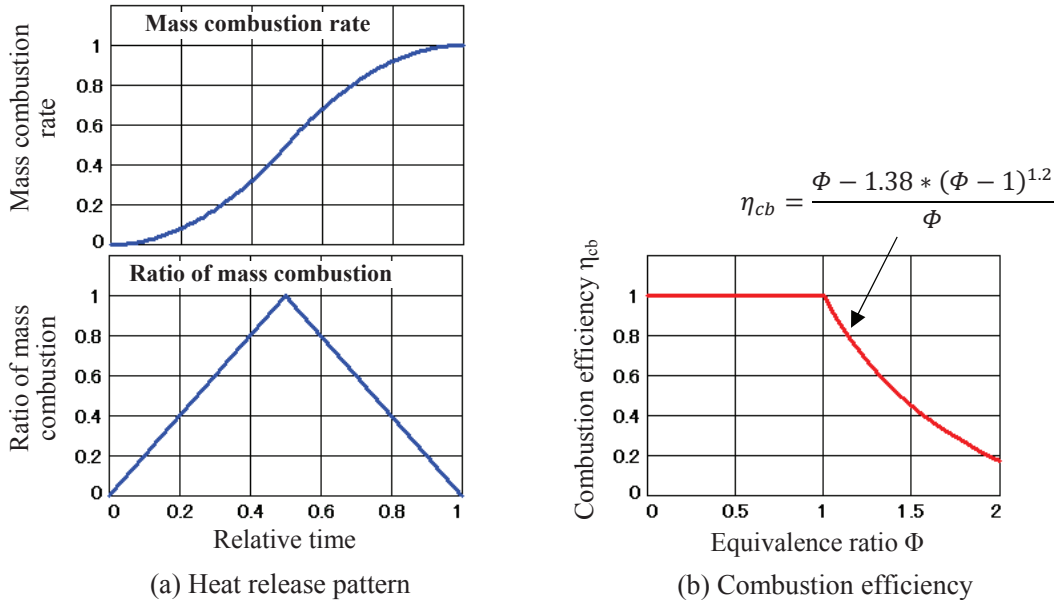 Mass combustion rate
Mass combustion
rate
1
0.8
0.6
0.4
0.2
0
Ratio of mass combustion
Ratio of mass
combustion
1
0.8
0.6
0.4
0.2
0
0 0.2 0.4 0.6 0.8 1
Relative time
(a) Heat release pattern
η_cb = (Φ − 1.38 * (Φ − 1)^1.2) / Φ
Combustion efficiency η_cb
1
0.8
0.6
0.4
0.2
0
0 0.5 1 1.5 2
Equivalence ratio Φ
(b) Combustion efficiency